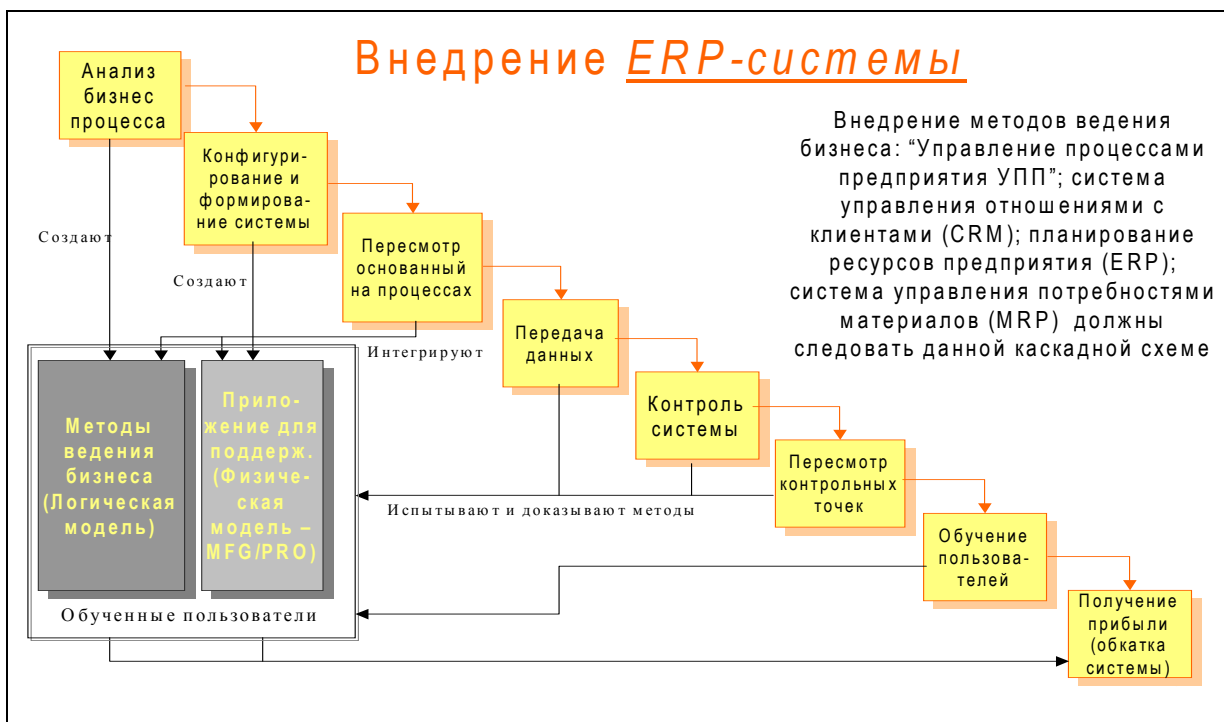 Внедрение ERP-системы
Анализ
бизнес
процесса
Внедрение методов ведения
бизнеса: “Управление процессами
предприятия УПП”; система
управления отношениями с
клиентами (CRM); планирование
ресурсов предприятия (ERP);
система управления потребностями
материалов (MRP) должны
следовать данной каскадной схеме
Конфигури-
рование и
формирова-
ние системы
Создают
Пересмотр
основанный
на процессах
Создают
Передача
данных
Интегрируют
Контроль
системы
Методы
ведения
бизнеса
(Логическая
модель)
Прило-
жение для
поддерж.
(Физиче-
ская
модель –
MFG/PRO)
Пересмотр
контрольных
точек
Испытывают и доказывают методы
Обучение
пользова-
телей
Обученные пользователи
Получение
прибыли
(обкатка
системы)